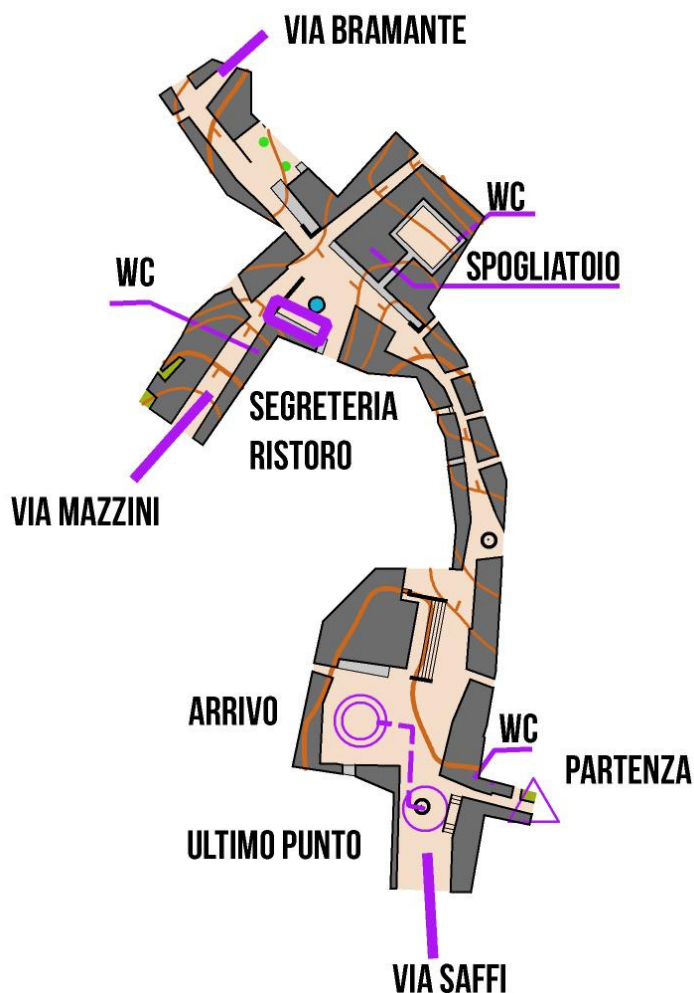 VIA BRAMANTE
WC
SPOGLIATOIO
WC
SEGRETERIA
RISTORO
VIA MAZZINI
ARRIVO
WC
PARTENZA
ULTIMO PUNTO
VIA SAFFI